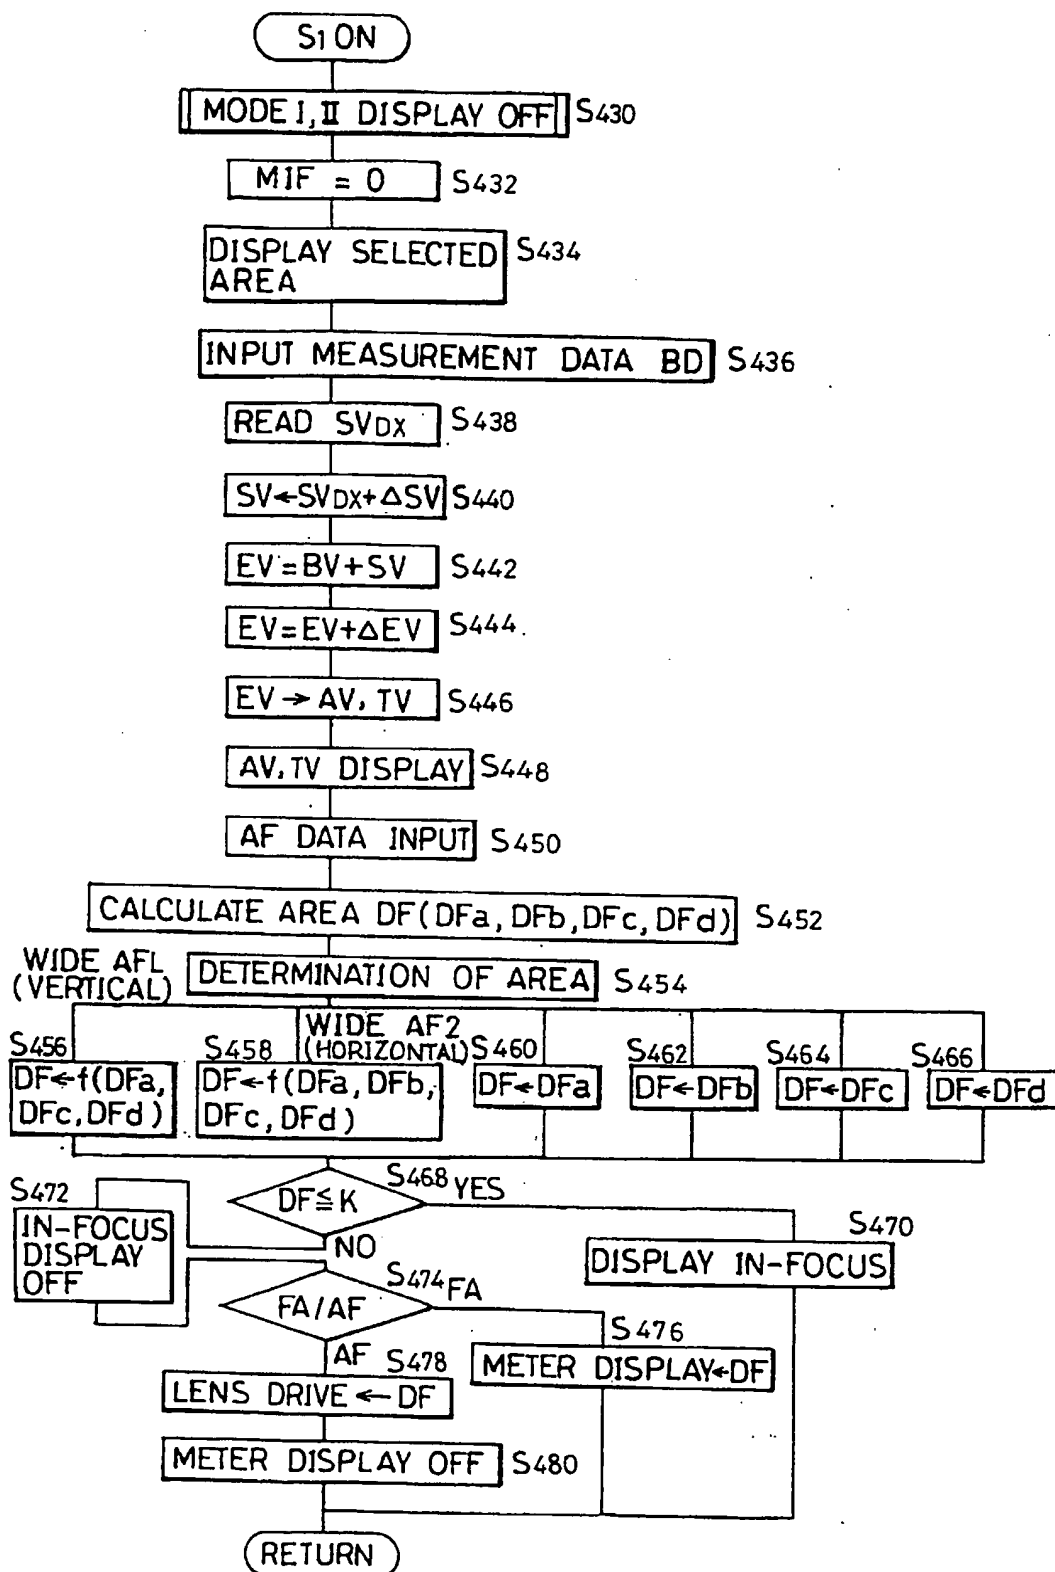 S1 ON
MODE I, II DISPLAY OFF S430
MIF = 0 S432
DISPLAY SELECTED S434
AREA
INPUT MEASUREMENT DATA BD S436
READ SVDX S438
SV←SVDX+ΔSV S440
EV=BV+SV S442
EV=EV+ΔEV S444.
EV→AV, TV S446
AV, TV DISPLAY S448
AF DATA INPUT S450
CALCULATE AREA DF(DFa, DFb, DFc, DFd) S452
WIDE AFL
(VERTICAL)
DETERMINATION OF AREA S454
WIDE AF2
(HORIZONTAL)
S456
DF←f(DFa,
DFc, DFd)
S458
DF←f(DFa, DFb,
DFc, DFd)
S460
DF←DFa
S462
DF←DFb
S464
DF←DFc
S466
DF←DFd
S468
DF≦K
YES
NO
S470
DISPLAY IN-FOCUS
S472
IN-FOCUS
DISPLAY
OFF
S474
FA/AF
FA
AF
S476
METER DISPLAY←DF
S478
LENS DRIVE ← DF
METER DISPLAY OFF S480
RETURN